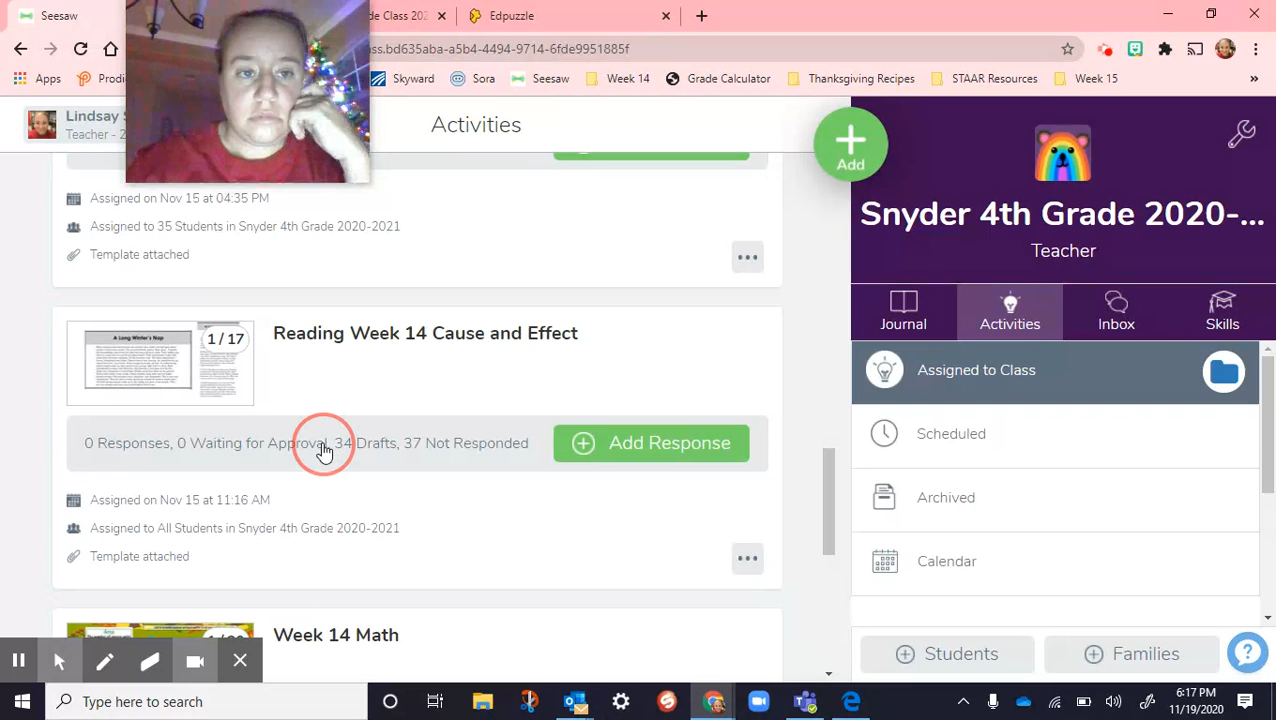 Seesaw
de Class 202
Edpuzzle
class.bd635aba-a5b4-4494-9714-6fde9951885f
Apps
Prodi
Skyward
Sora
Seesaw
Week 14
Grade Calculator
Thanksgiving Recipes
STAAR Resources
Week 15
»
Lindsay S
Teacher - 2
Activities
Add
Snyder 4th Grade 2020-...
Teacher
Journal
Activities
Inbox
Skills
Assigned to Class
Scheduled
Archived
Calendar
Students
Families
Assigned on Nov 15 at 04:35 PM
Assigned to 35 Students in Snyder 4th Grade 2020-2021
Template attached
A Long Winter's Nap
1 / 17
Reading Week 14 Cause and Effect
0 Responses, 0 Waiting for Approval, 34 Drafts, 37 Not Responded
Add Response
Assigned on Nov 15 at 11:16 AM
Assigned to All Students in Snyder 4th Grade 2020-2021
Template attached
Week 14 Math
Type here to search
6:17 PM
11/19/2020